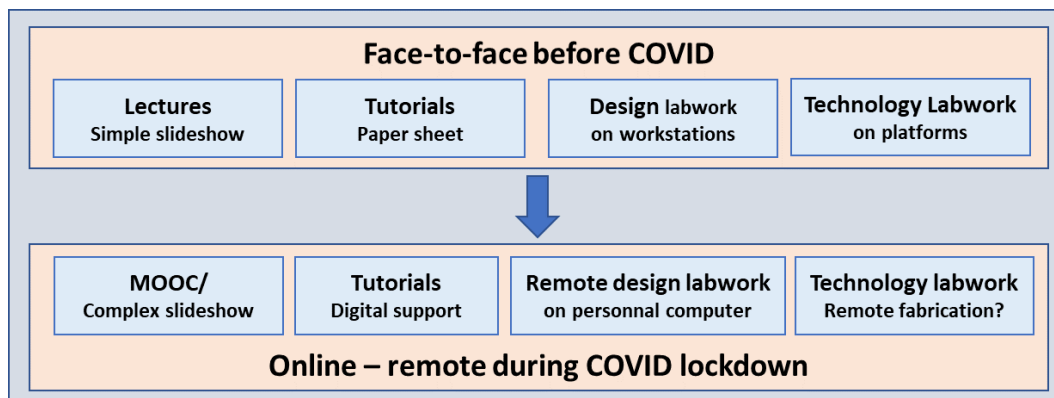 Face-to-face before COVID
Lectures
Simple slideshow
Tutorials
Paper sheet
Design labwork
on workstations
Technology Labwork
on platforms
MOOC/
Complex slideshow
Tutorials
Digital support
Remote design labwork
on personnal computer
Technology labwork
Remote fabrication?
Online – remote during COVID lockdown